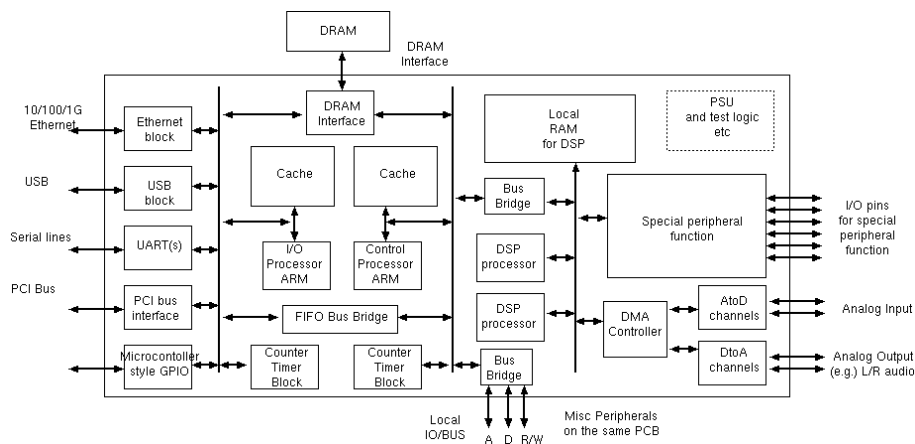 DRAM
DRAM
Interface
10/100/1G
Ethernet
Ethernet
block
DRAM
Interface
Local
RAM
for DSP
PSU
and test logic
etc
USB
USB
block
Cache
Cache
Bus
Bridge
Special peripheral
function
I/O pins
for special
peripheral
function
Serial lines
UART(s)
I/O
Processor
ARM
Control
Processor
ARM
DSP
processor
PCI Bus
PCI bus
interface
FIFO Bus Bridge
DSP
processor
DMA
Controller
AtoD
channels
Analog Input
Microcontoller
style GPIO
Counter
Timer
Block
Counter
Timer
Block
Bus
Bridge
DtoA
channels
Analog Output
(e.g.) L/R audio
Local
IO/BUS
A
D
R/W
Misc Peripherals
on the same PCB